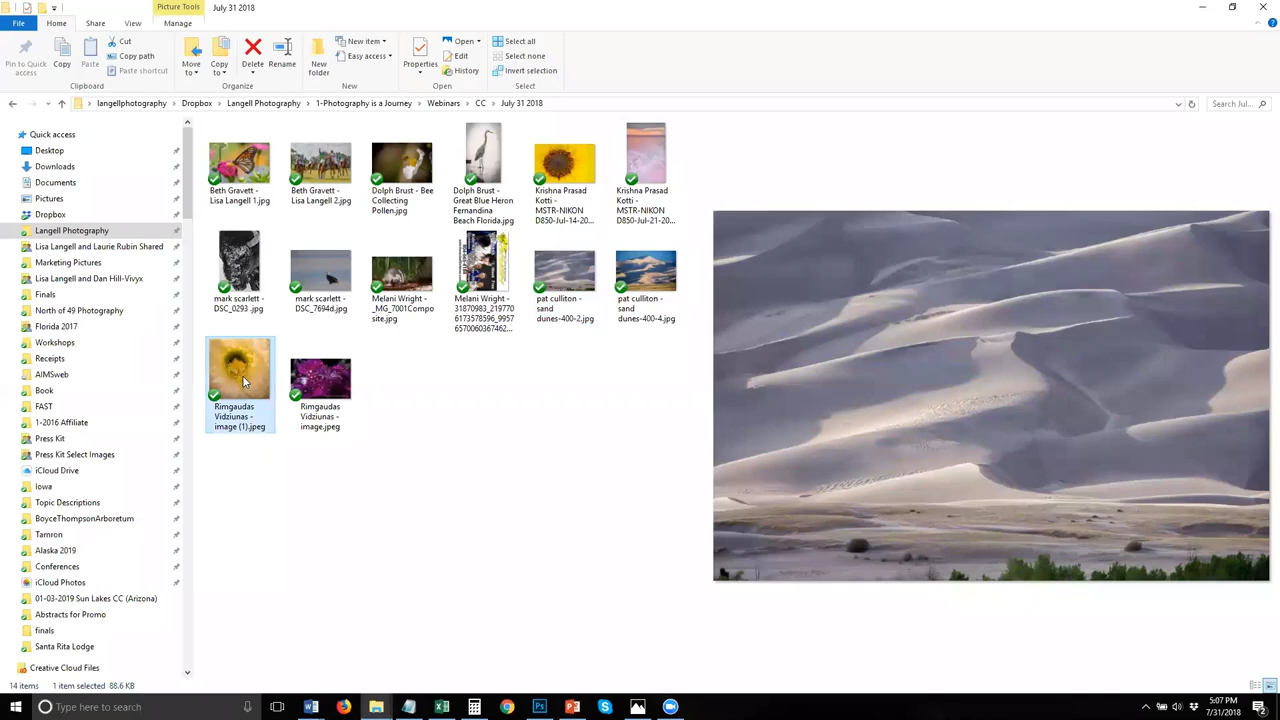 Picture Tools
July 31 2018
File
Home
Share
View
Manage
Pin to Quick
access
Copy
Paste
Cut
Copy path
Paste shortcut
Clipboard
Move
to
Copy
to
Delete
Rename
Organize
New
folder
New item
Easy access
New
Properties
Open
Edit
History
Open
Select all
Select none
Invert selection
Select
langellphotography > Dropbox > Langell Photography > 1-Photography is a Journey > Webinars > CC > July 31 2018
Search Jul...
Quick access
Desktop
Downloads
Documents
Pictures
Dropbox
Langell Photography
Lisa Langell and Laurie Rubin Shared
Marketing Pictures
Lisa Langell and Dan Hill-Vivyx
Finals
North of 49 Photography
Florida 2017
Workshops
Receipts
AIMSweb
Book
FAST
1-2016 Affiliate
Press Kit
Press Kit Select Images
iCloud Drive
Iowa
Topic Descriptions
BoyceThompsonArboretum
Tamron
Alaska 2019
Conferences
iCloud Photos
01-03-2019 Sun Lakes CC (Arizona)
Abstracts for Promo
finals
Santa Rita Lodge
Creative Cloud Files
Beth Gravett -
Lisa Langell 1.jpg
Beth Gravett -
Lisa Langell 2.jpg
Dolph Brust - Bee
Collecting
Pollen.jpg
Dolph Brust -
Great Blue Heron
Fernandina
Beach Florida.jpg
Krishna Prasad
Kotti -
MSTR-NIKON
D850-Jul-14-20...
Krishna Prasad
Kotti -
MSTR-NIKON
D850-Jul-21-20...
mark scarlett -
DSC_0293 .jpg
mark scarlett -
DSC_7694d.jpg
Melani Wright -
_MG_7001Compo
site.jpg
Melani Wright -
31870983_219770
6173578596_9957
6570060367462...
pat culliton -
sand
dunes-400-2.jpg
pat culliton -
sand
dunes-400-4.jpg
Rimgaudas
Vidziunas -
image (1).jpeg
Rimgaudas
Vidziunas -
image.jpeg
14 items
1 item selected 88.6 KB
Type here to search
5:07 PM
7/31/2018